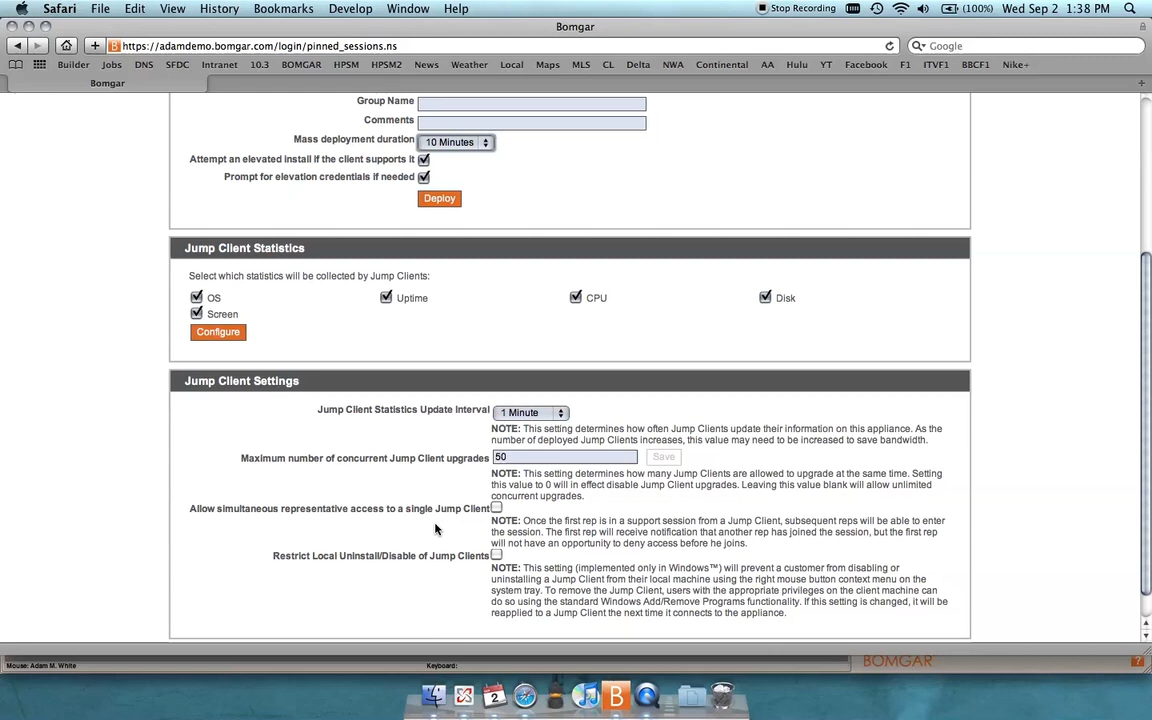 Safari File Edit View History Bookmarks Develop Window Help Stop Recording (100%) Wed Sep 2 1:38 PM
Bomgar
https://adamdemo.bomgar.com/login/pinned_sessions.ns Google
Builder Jobs DNS SFDC Intranet 10.3 BOMGAR HPSM HPSM2 News Weather Local Maps MLS CL Delta NWA Continental AA Hulu YT Facebook F1 ITVF1 BBCF1 Nike+
Bomgar
Group Name
Comments
Mass deployment duration 10 Minutes
Attempt an elevated install if the client supports it
Prompt for elevation credentials if needed
Deploy
Jump Client Statistics
Select which statistics will be collected by Jump Clients:
OS Uptime CPU Disk
Screen
Configure
Jump Client Settings
Jump Client Statistics Update Interval 1 Minute
NOTE: This setting determines how often Jump Clients update their information on this appliance. As the
number of deployed Jump Clients increases, this value may need to be increased to save bandwidth.
Maximum number of concurrent Jump Client upgrades 50 Save
NOTE: This setting determines how many Jump Clients are allowed to upgrade at the same time. Setting
this value to 0 will in effect disable Jump Client upgrades. Leaving this value blank will allow unlimited
concurrent upgrades.
Allow simultaneous representative access to a single Jump Client
NOTE: Once the first rep is in a support session from a Jump Client, subsequent reps will be able to enter
the session. The first rep will receive notification that another rep has joined the session, but the first rep
will not have an opportunity to deny access before he joins.
Restrict Local Uninstall/Disable of Jump Clients
NOTE: This setting (implemented only in Windows™) will prevent a customer from disabling or
uninstalling a Jump Client from their local machine using the right mouse button context menu on the
system tray. To remove the Jump Client, users with the appropriate privileges on the client machine can
do so using the standard Windows Add/Remove Programs functionality. If this setting is changed, it will be
reapplied to a Jump Client the next time it connects to the appliance.
Mouse: Adam M. White Keyboard: BOMGAR ?
2
B